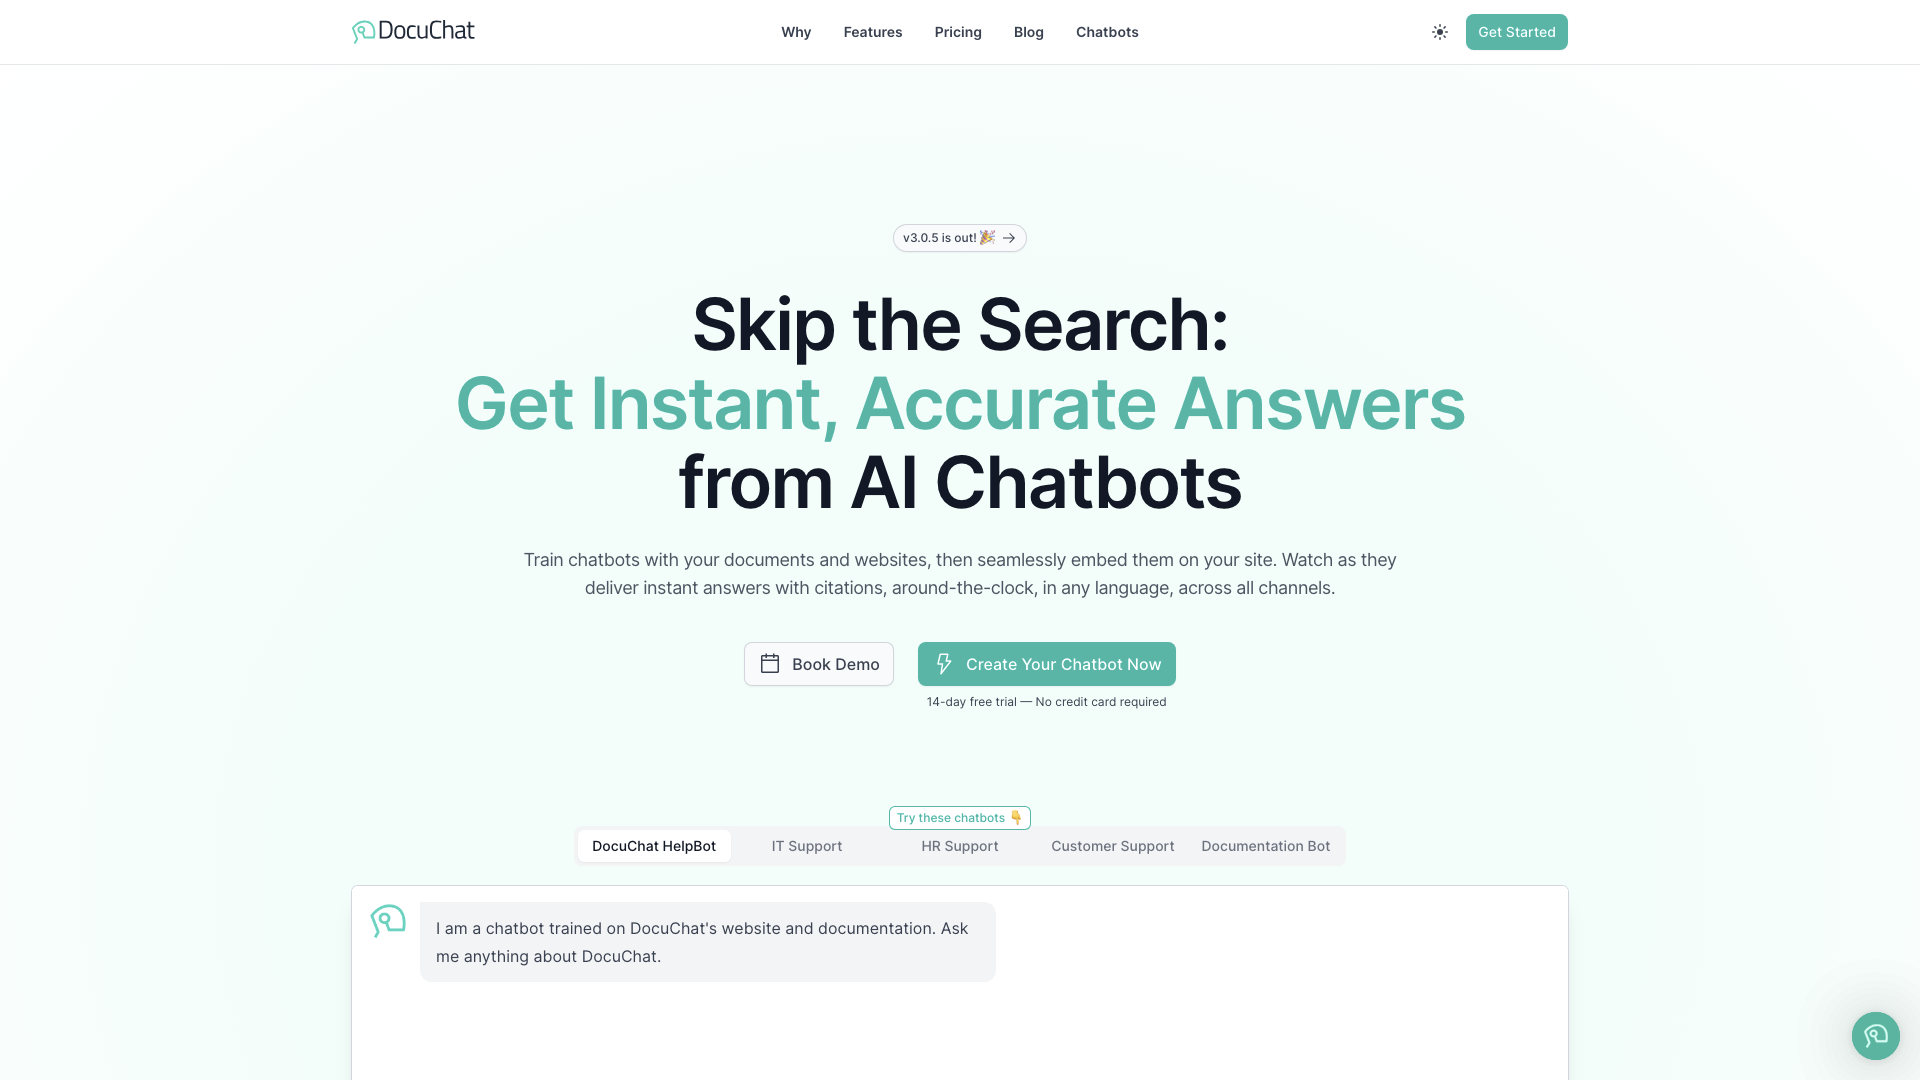 DocuChat
Why
Features
Pricing
Blog
Chatbots
Get Started
v3.0.5 is out! 🎉
Skip the Search:
Get Instant, Accurate Answers
from AI Chatbots
Train chatbots with your documents and websites, then seamlessly embed them on your site. Watch as they
deliver instant answers with citations, around-the-clock, in any language, across all channels.
Book Demo
Create Your Chatbot Now
14-day free trial — No credit card required
Try these chatbots 👇
DocuChat HelpBot
IT Support
HR Support
Customer Support
Documentation Bot
I am a chatbot trained on DocuChat's website and documentation. Ask
me anything about DocuChat.